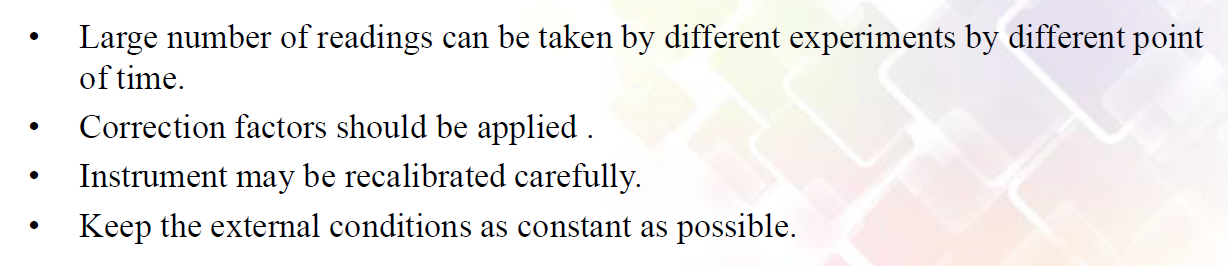 • Large number of readings can be taken by different experiments by different point
of time.
• Correction factors should be applied .
• Instrument may be recalibrated carefully.
• Keep the external conditions as constant as possible.